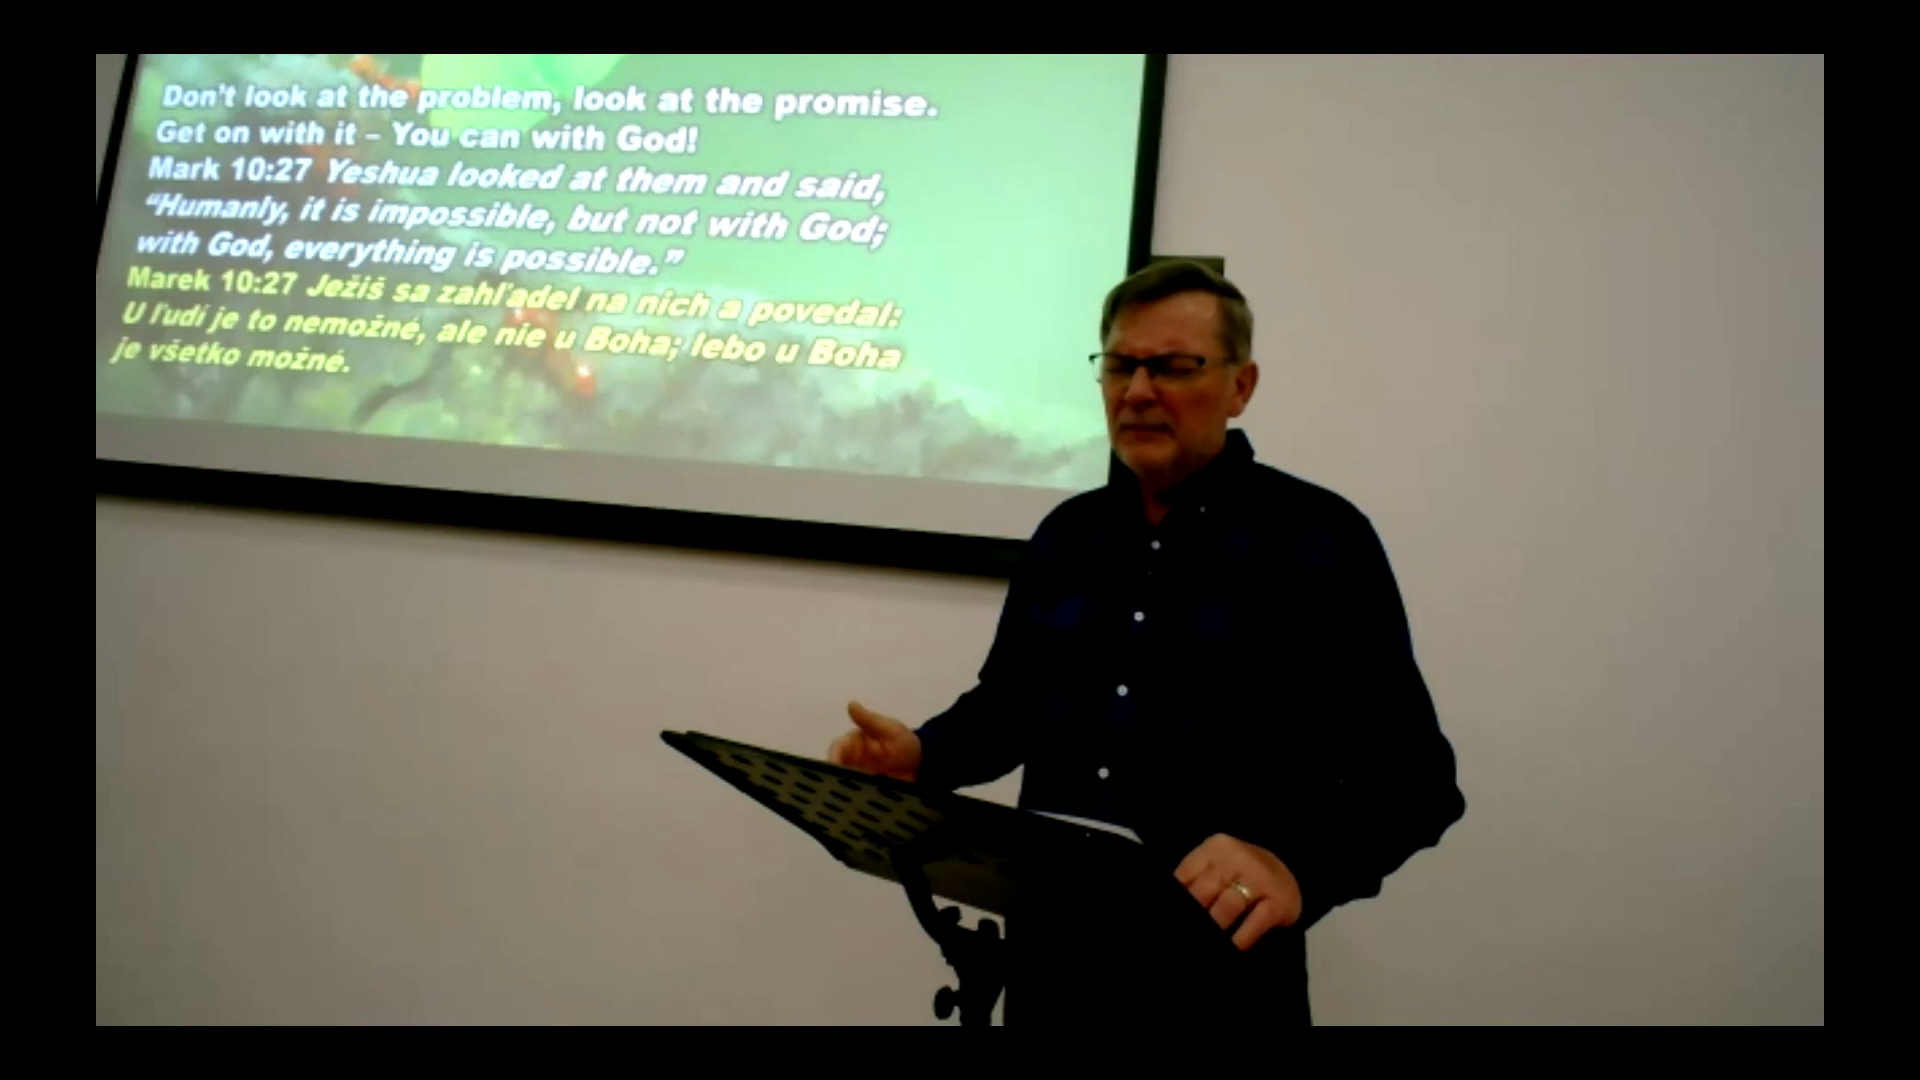 Don't look at the problem, look at the promise.
Get on with it – You can with God!
Mark 10:27 Yeshua looked at them and said,
“Humanly, it is impossible, but not with God;
with God, everything is possible.”
Marek 10:27 Ježiš sa zahľadel na nich a povedal:
U ľudí je to nemožné, ale nie u Boha; lebo u Boha
je všetko možné.